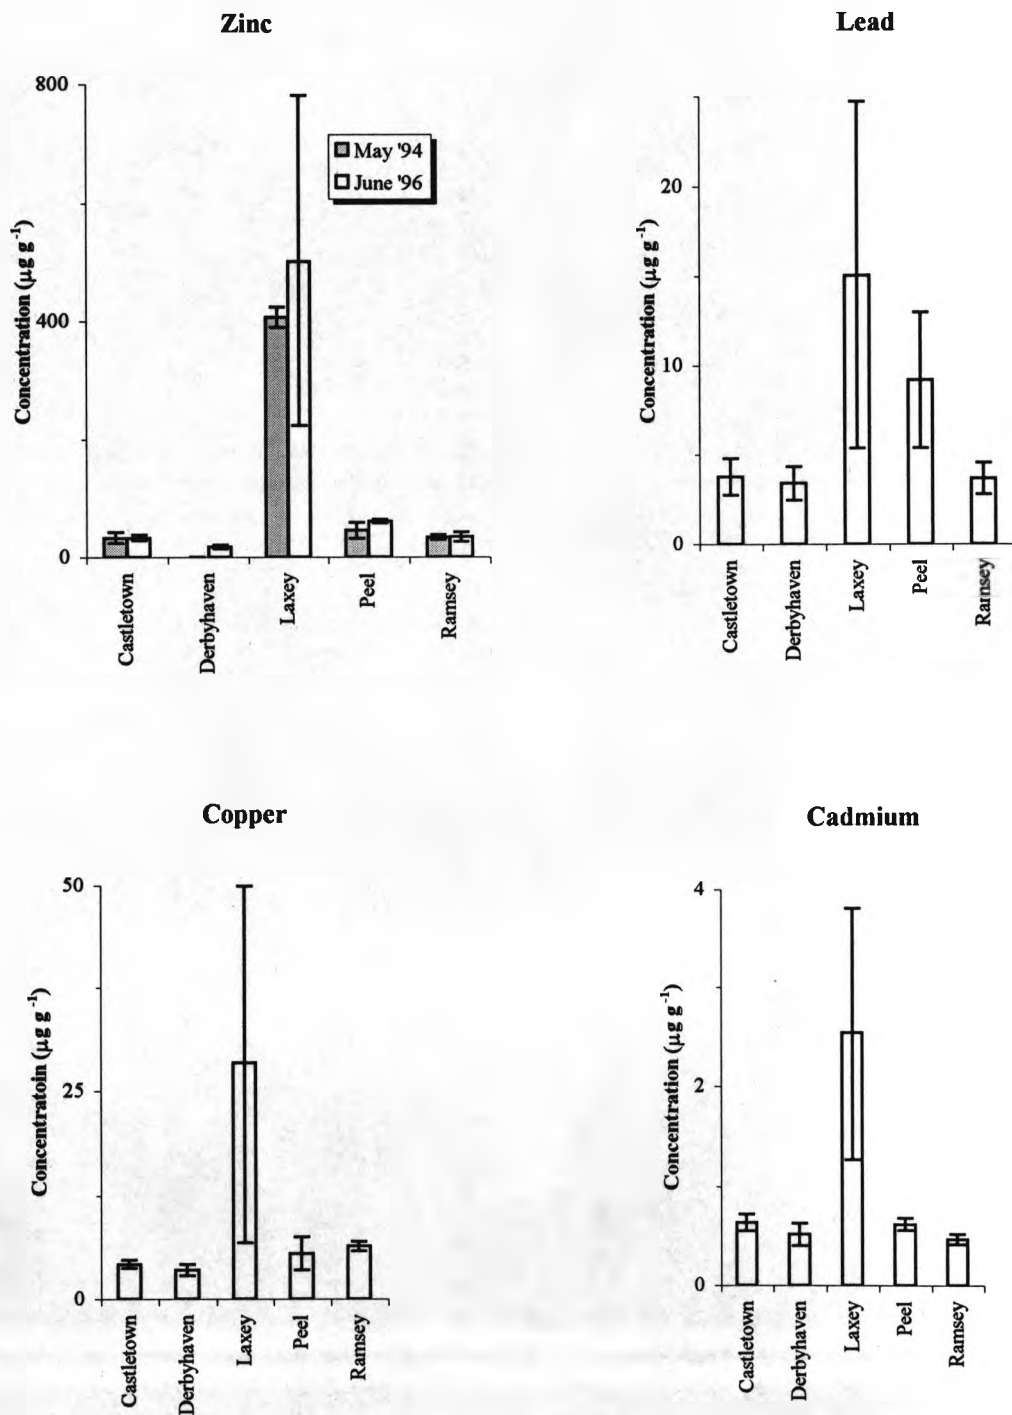 Zinc
800
400
0
Concentration (µg g⁻¹)
May '94
June '96
Castletown
Derbyhaven
Laxey
Peel
Ramsey
Lead
20
10
0
Concentration (µg g⁻¹)
Castletown
Derbyhaven
Laxey
Peel
Ramsey
Copper
50
25
0
Concentratoin (µg g⁻¹)
Castletown
Derbyhaven
Laxey
Peel
Ramsey
Cadmium
4
2
0
Concentration (µg g⁻¹)
Castletown
Derbyhaven
Laxey
Peel
Ramsey